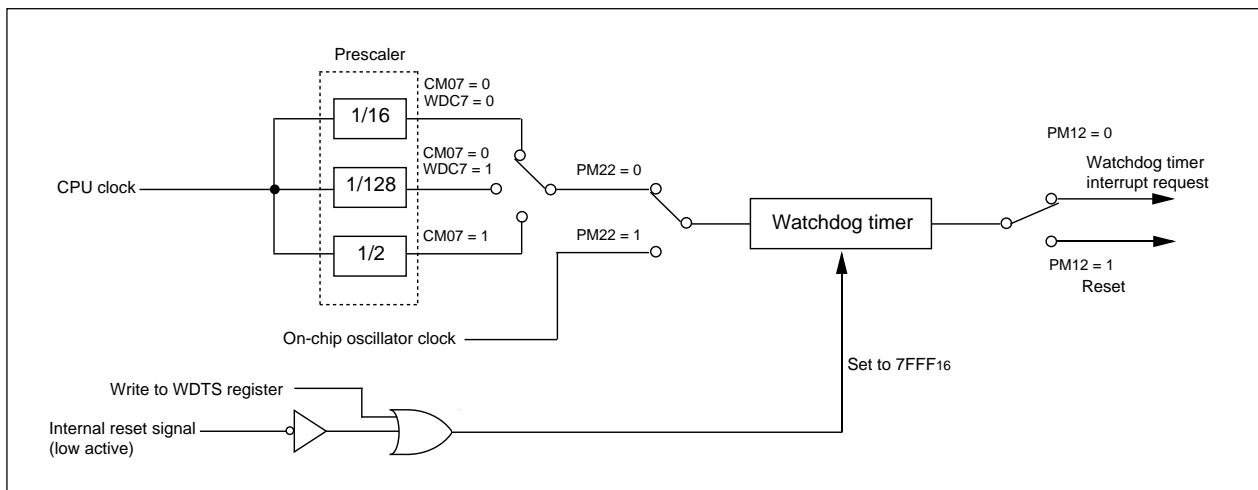 Prescaler
CM07 = 0
WDC7 = 0
1/16
PM12 = 0
CM07 = 0
WDC7 = 1
PM22 = 0
Watchdog timer
interrupt request
CPU clock
1/128
Watchdog timer
CM07 = 1
PM22 = 1
1/2
PM12 = 1
Reset
On-chip oscillator clock
Set to 7FFF16
Write to WDTS register
Internal reset signal
(low active)